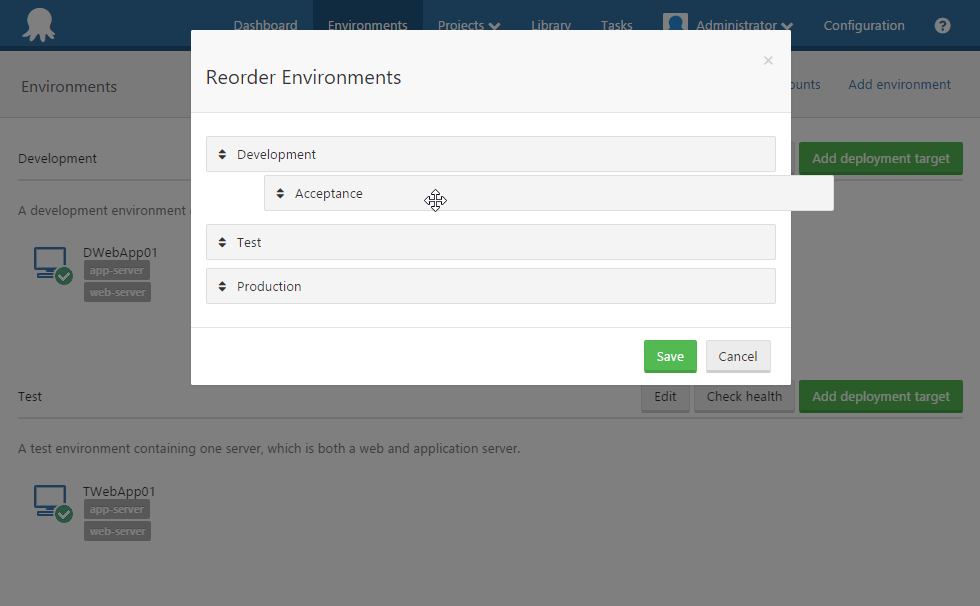 Dashboard Environments Projects Library Tasks Administrator Configuration ?
Reorder Environments ×
Environments
ounts Add environment
Development
Development
Add deployment target
Acceptance
A development environment
Test
DWebApp01
app-server
web-server
Production
Save Cancel
Test Edit Check health Add deployment target
A test environment containing one server, which is both a web and application server.
TWebApp01
app-server
web-server